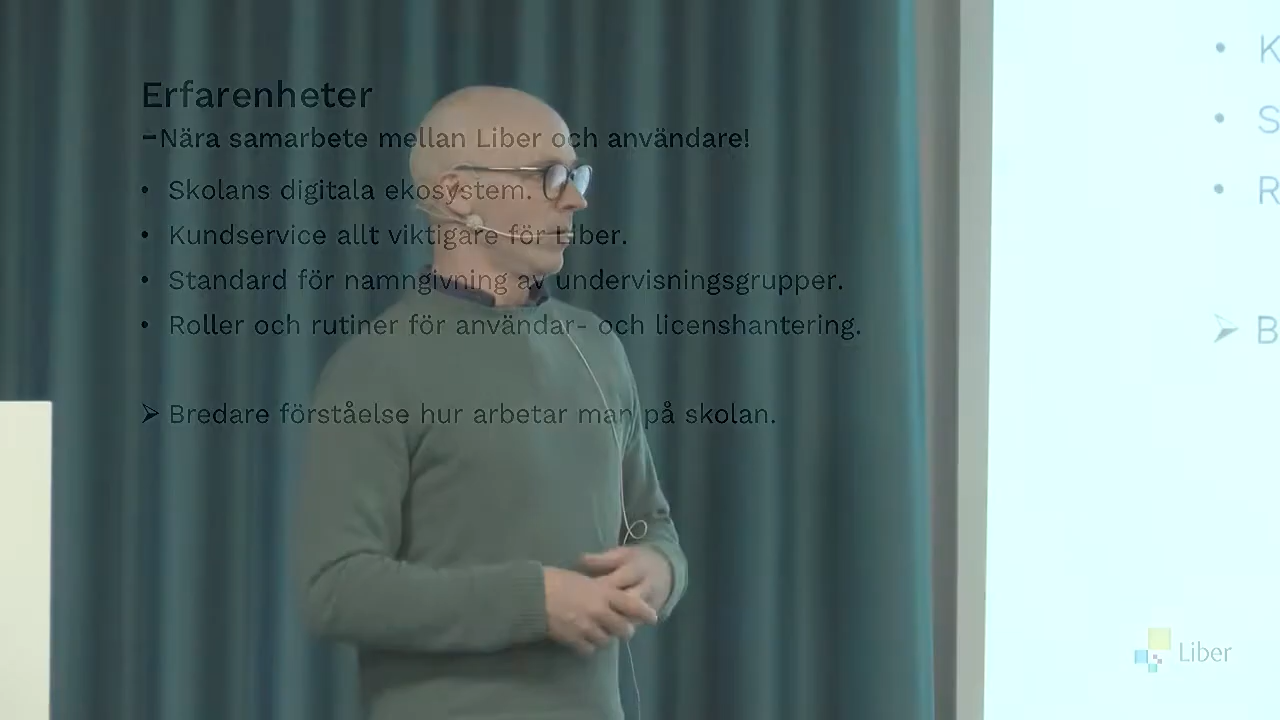 Erfarenheter
–Nära samarbete mellan Liber och användare!
• Skolans digitala ekosystem.
• Kundservice allt viktigare för Liber.
• Standard för namngivning av undervisningsgrupper.
• Roller och rutiner för användar- och licenshantering.
➢ Bredare förståelse hur arbetar man på skolan.
• K
• S
• R
➢ B
Liber